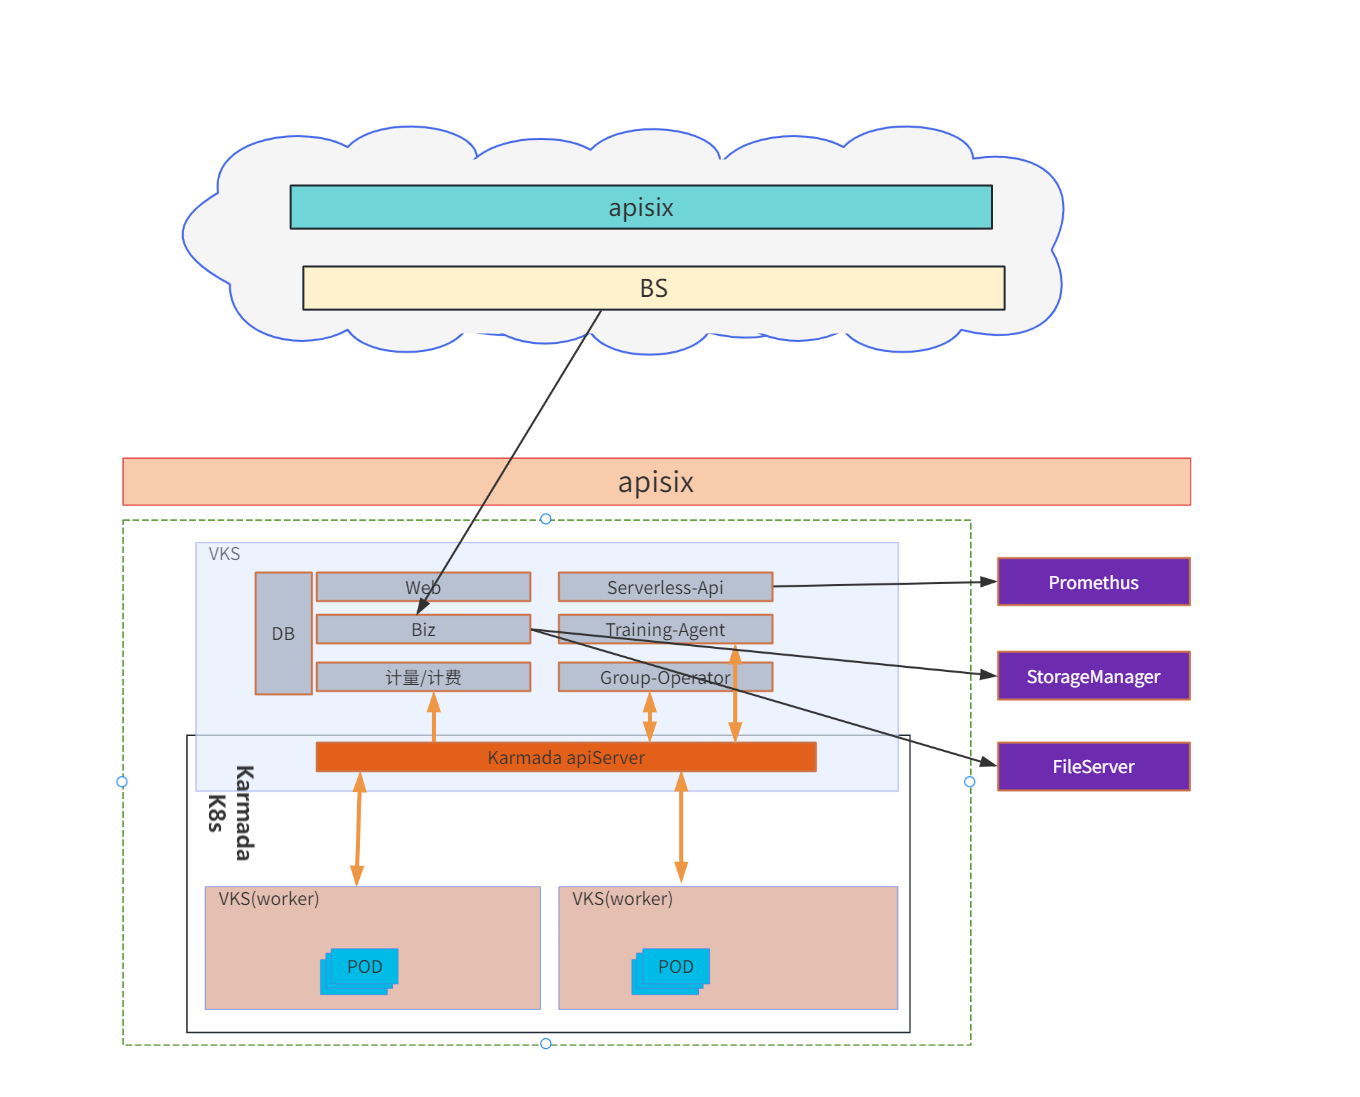 apisix
BS
apisix
VKS
DB
Web
Serverless-Api
Biz
Training-Agent
计量/计费
Group-Operator
Karmada apiServer
Promethus
StorageManager
FileServer
Karmada
K8s
VKS(worker)
VKS(worker)
POD
POD